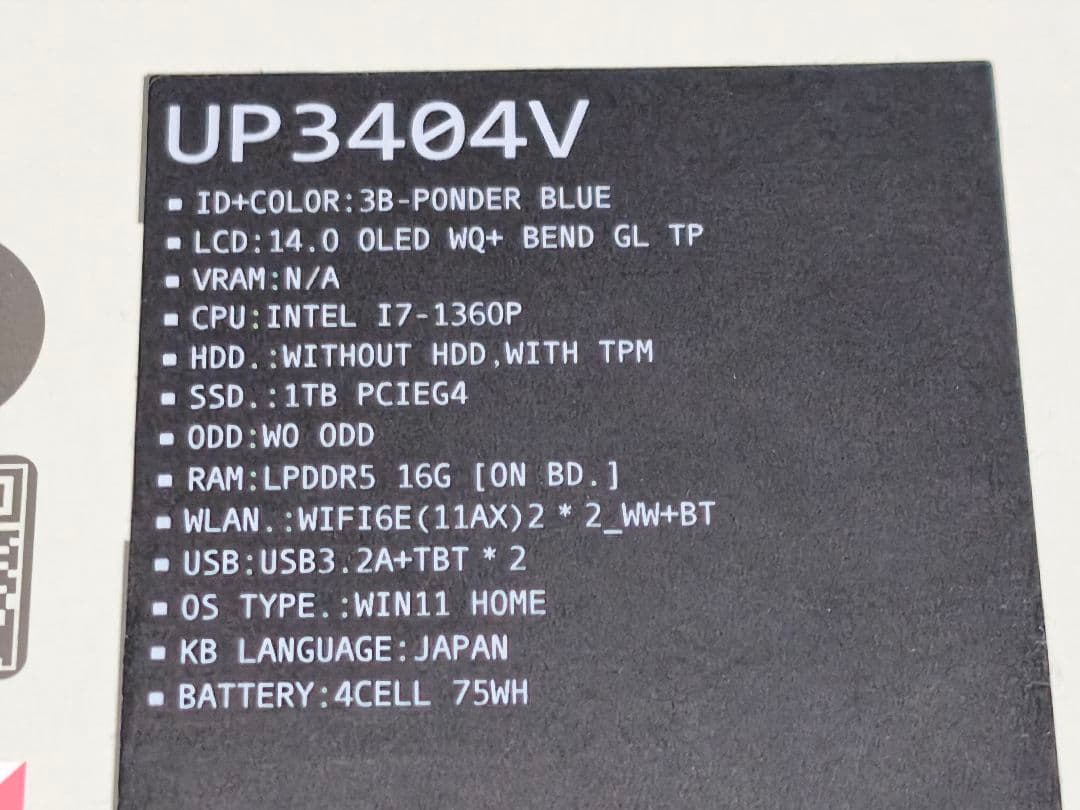 UP3404V
▪ ID+COLOR:3B-PONDER BLUE
▪ LCD:14.0 OLED WQ+ BEND GL TP
▪ VRAM:N/A
▪ CPU:INTEL I7-1360P
▪ HDD.:WITHOUT HDD,WITH TPM
▪ SSD.:1TB PCIEG4
▪ ODD:WO ODD
▪ RAM:LPDDR5 16G [ON BD.]
▪ WLAN.:WIFI6E(11AX)2*2_WW+BT
▪ USB:USB3.2A+TBT*2
▪ OS TYPE.:WIN11 HOME
▪ KB LANGUAGE:JAPAN
▪ BATTERY:4CELL 75WH